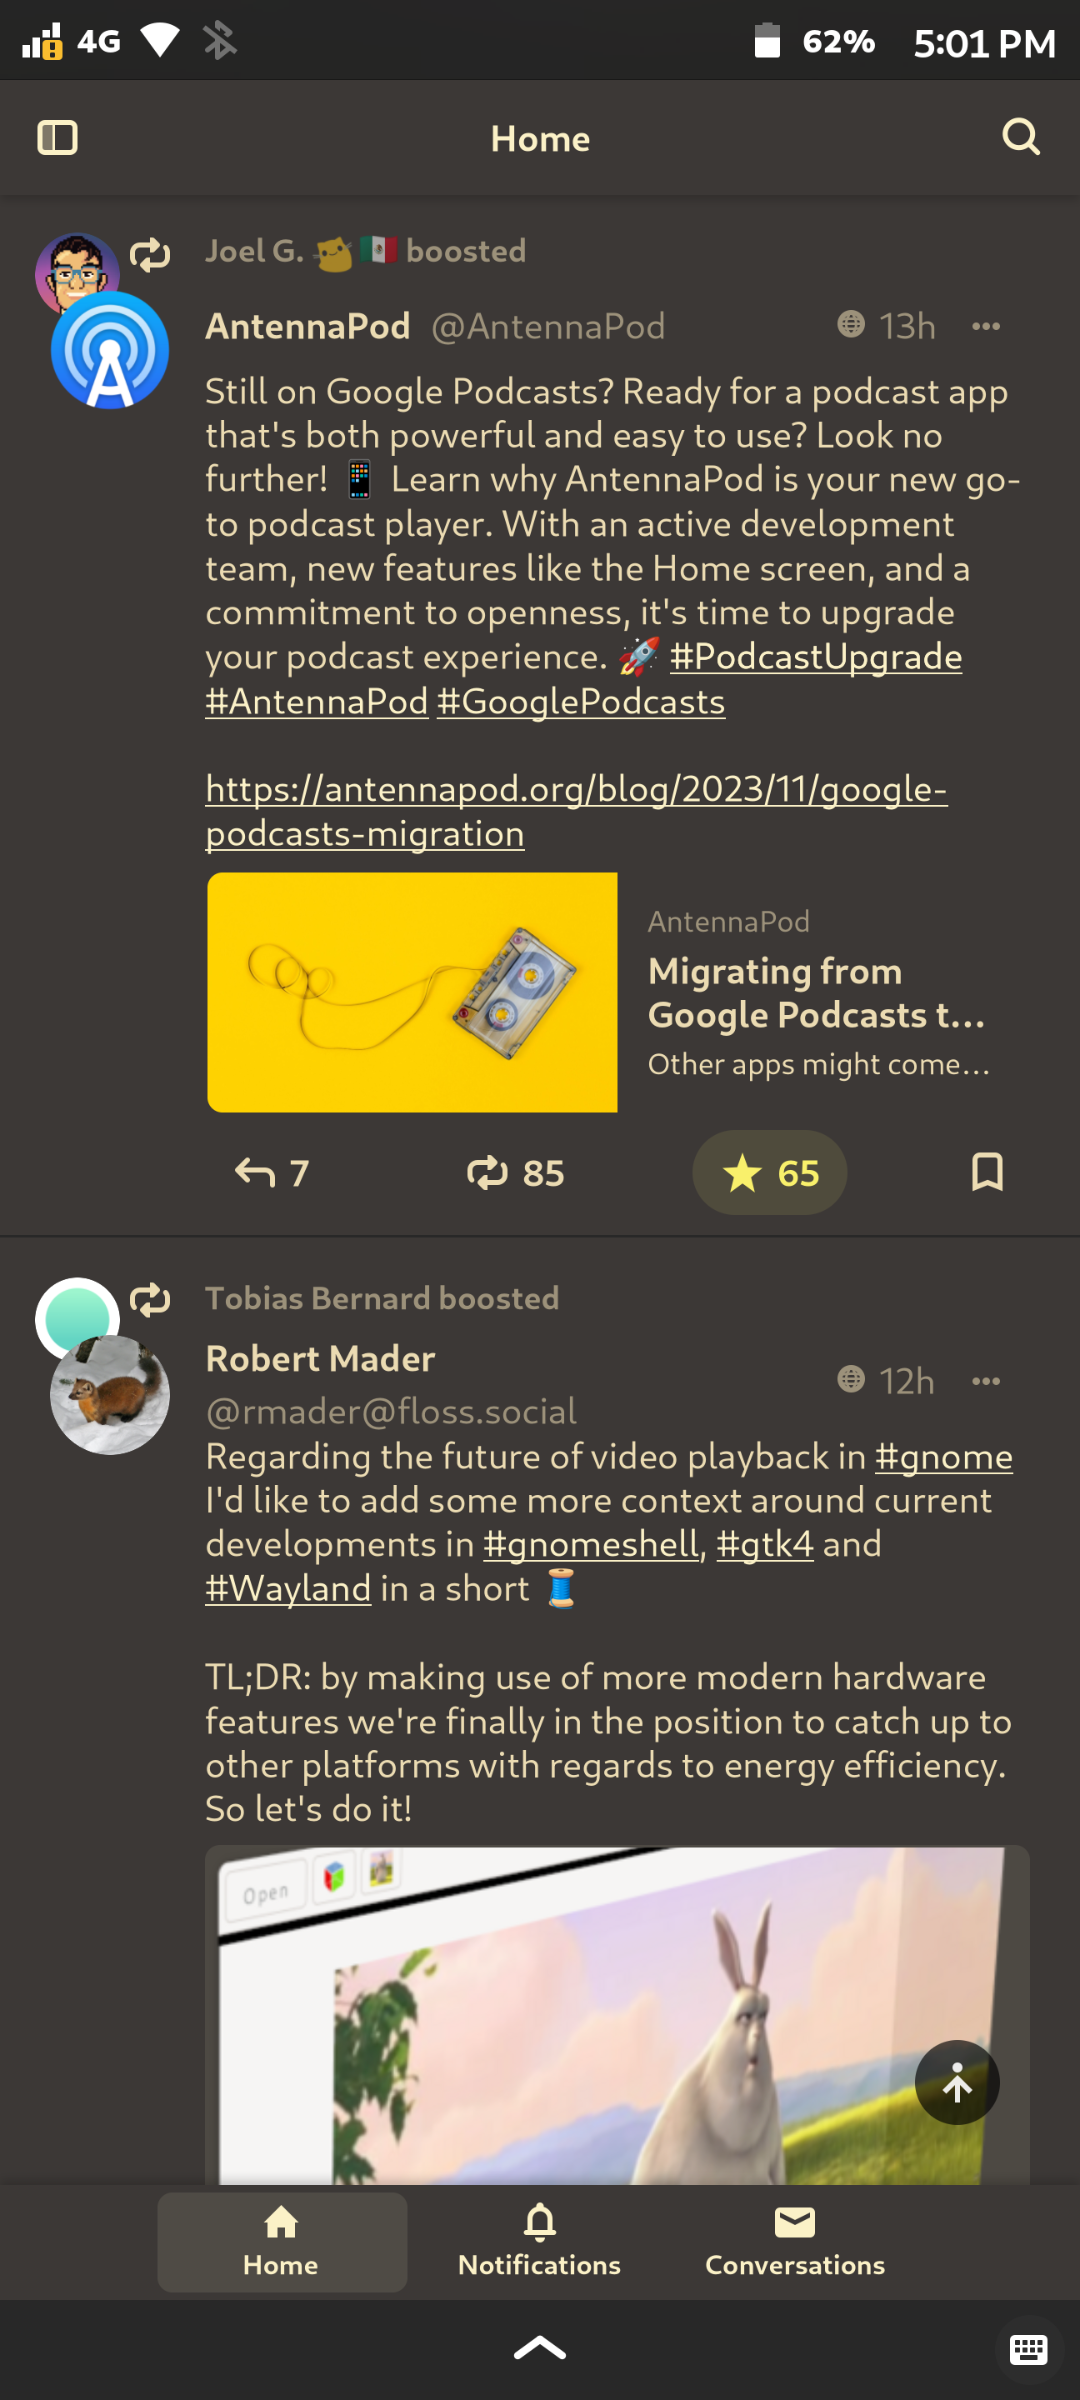 4G 62% 5:01 PM
Home
Joel G. 🇲🇽 boosted
AntennaPod @AntennaPod 13h
Still on Google Podcasts? Ready for a podcast app
that's both powerful and easy to use? Look no
further! 📱 Learn why AntennaPod is your new go-
to podcast player. With an active development
team, new features like the Home screen, and a
commitment to openness, it's time to upgrade
your podcast experience. 🚀 #PodcastUpgrade
#AntennaPod #GooglePodcasts
https://antennapod.org/blog/2023/11/google-
podcasts-migration
AntennaPod
Migrating from
Google Podcasts t...
Other apps might come...
7 85 65
Tobias Bernard boosted
Robert Mader
12h
@rmader@floss.social
Regarding the future of video playback in #gnome
I'd like to add some more context around current
developments in #gnomeshell, #gtk4 and
#Wayland in a short 🧵
TL;DR: by making use of more modern hardware
features we're finally in the position to catch up to
other platforms with regards to energy efficiency.
So let's do it!
Open
Home Notifications Conversations